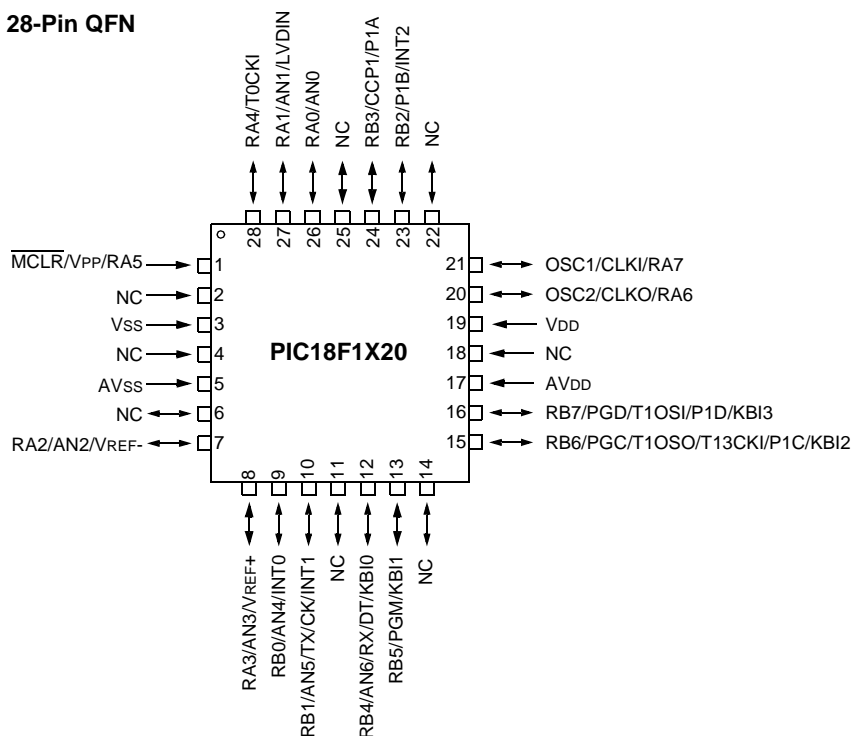 28-Pin QFN
RA4/T0CKI
RA1/AN1/LVDIN
RA0/AN0
NC
RB3/CCP1/P1A
RB2/P1B/INT2
NC
28
27
26
25
24
23
22
MCLR/VPP/RA5
1
NC
2
VSS
3
NC
4
AVSS
5
NC
6
RA2/AN2/VREF-
7
PIC18F1X20
21
OSC1/CLKI/RA7
20
OSC2/CLKO/RA6
19
VDD
18
NC
17
AVDD
16
RB7/PGD/T1OSI/P1D/KBI3
15
RB6/PGC/T1OSO/T13CKI/P1C/KBI2
8
9
10
11
12
13
14
RA3/AN3/VREF+
RB0/AN4/INT0
RB1/AN5/TX/CK/INT1
NC
RB4/AN6/RX/DT/KBI0
RB5/PGM/KBI1
NC